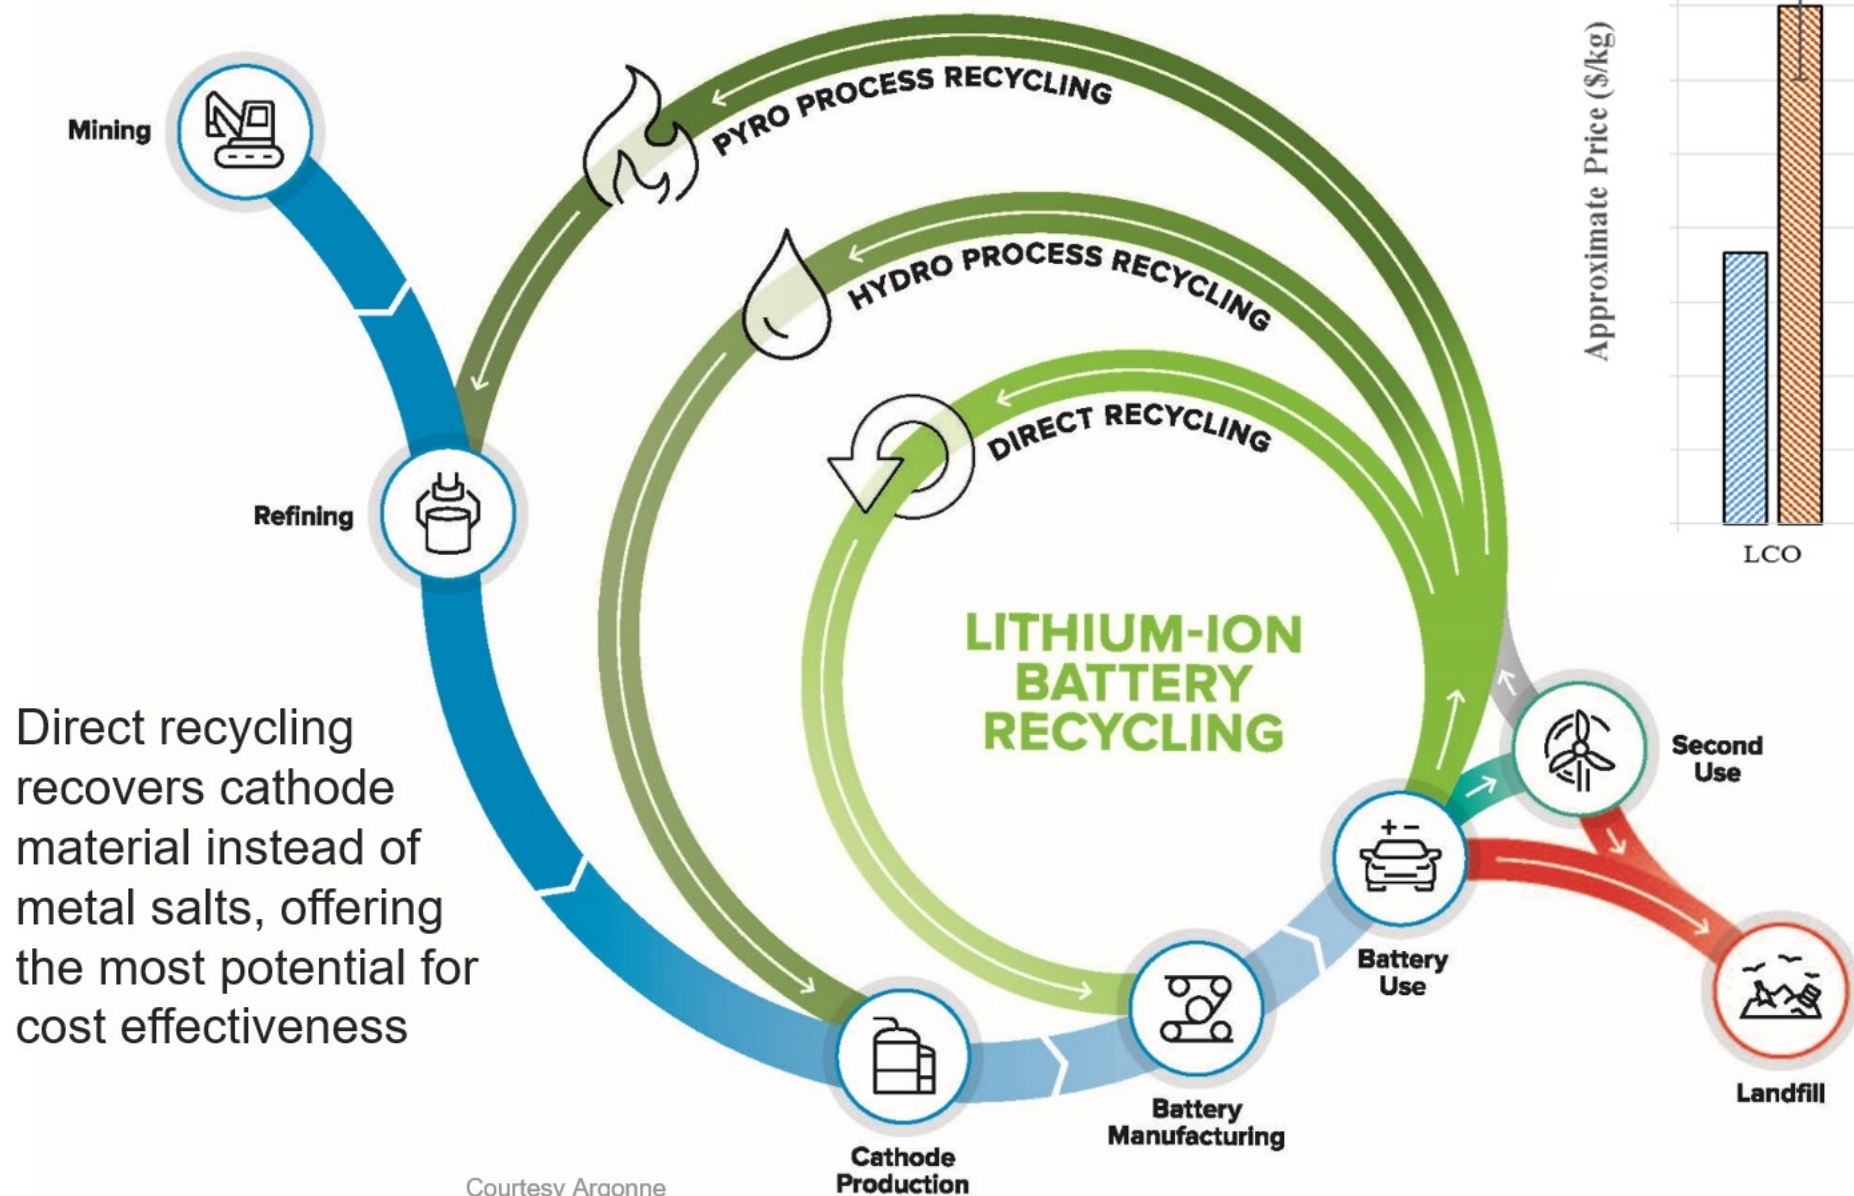 Mining
PYRO PROCESS RECYCLING
HYDRO PROCESS RECYCLING
DIRECT RECYCLING
Approximate Price ($/kg)
LCO
Refining
LITHIUM-ION
BATTERY
RECYCLING
Direct recycling
recovers cathode
material instead of
metal salts, offering
the most potential for
cost effectiveness
Second
Use
+ −
Battery
Use
Landfill
Battery
Manufacturing
Cathode
Production
Courtesy Argonne